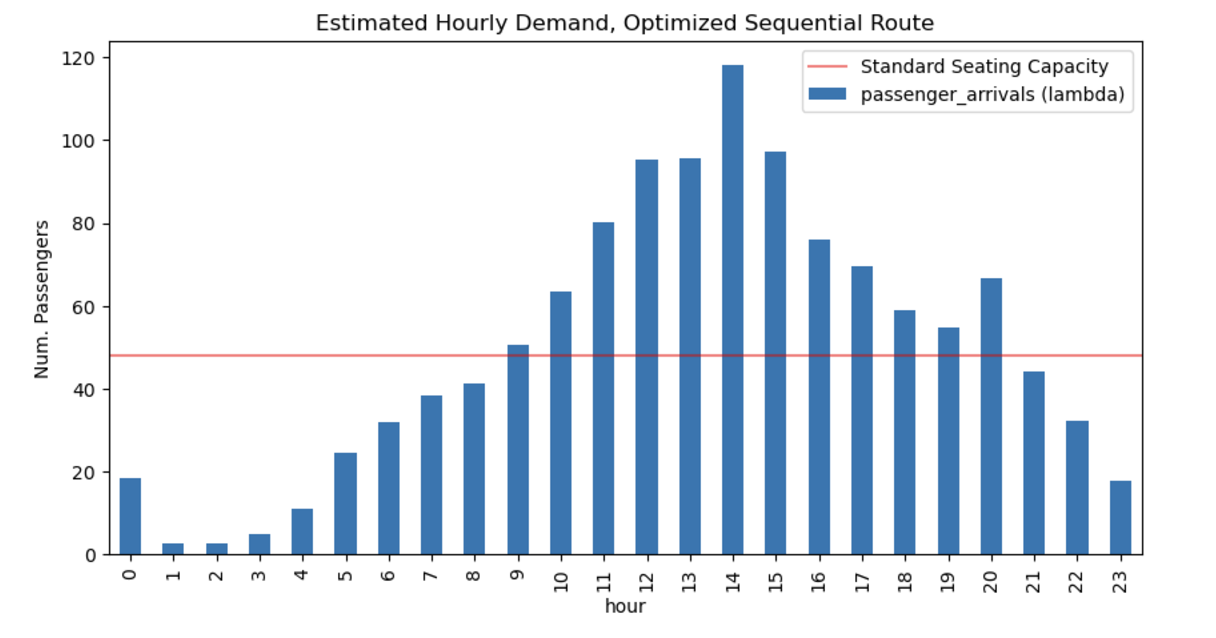 Estimated Hourly Demand, Optimized Sequential Route
Standard Seating Capacity
passenger_arrivals (lambda)
Num. Passengers
120
100
80
60
40
20
0
0 1 2 3 4 5 6 7 8 9 10 11 12 13 14 15 16 17 18 19 20 21 22 23
hour